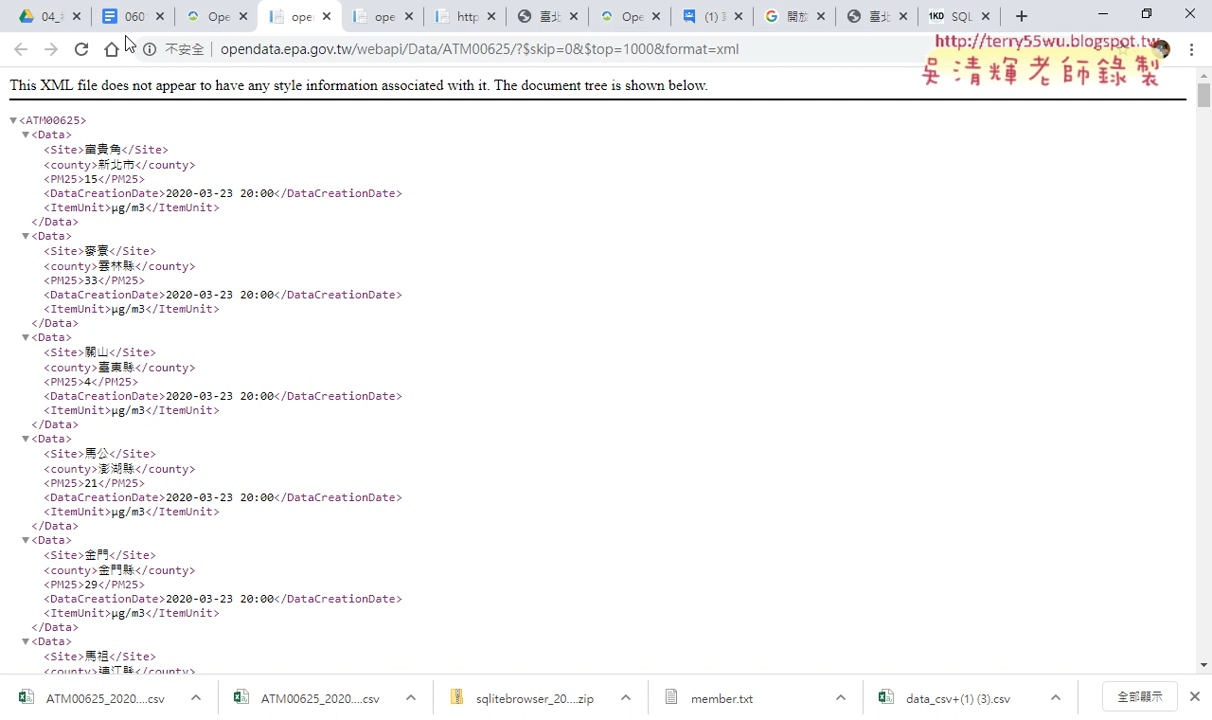 04_
060
Ope
ope
ope
http
臺北
Ope
(1)
開放
臺北
1KD SQL
不安全 opendata.epa.gov.tw/webapi/Data/ATM00625/?$skip=0&$top=1000&format=xml
http://terry55wu.blogspot.tw
吳清輝老師錄製
This XML file does not appear to have any style information associated with it. The document tree is shown below.
▼<ATM00625>
▼<Data>
<Site>富貴角</Site>
<county>新北市</county>
<PM25>15</PM25>
<DataCreationDate>2020-03-23 20:00</DataCreationDate>
<ItemUnit>μg/m3</ItemUnit>
</Data>
▼<Data>
<Site>麥寮</Site>
<county>雲林縣</county>
<PM25>33</PM25>
<DataCreationDate>2020-03-23 20:00</DataCreationDate>
<ItemUnit>μg/m3</ItemUnit>
</Data>
▼<Data>
<Site>關山</Site>
<county>臺東縣</county>
<PM25>4</PM25>
<DataCreationDate>2020-03-23 20:00</DataCreationDate>
<ItemUnit>μg/m3</ItemUnit>
</Data>
▼<Data>
<Site>馬公</Site>
<county>澎湖縣</county>
<PM25>21</PM25>
<DataCreationDate>2020-03-23 20:00</DataCreationDate>
<ItemUnit>μg/m3</ItemUnit>
</Data>
▼<Data>
<Site>金門</Site>
<county>金門縣</county>
<PM25>29</PM25>
<DataCreationDate>2020-03-23 20:00</DataCreationDate>
<ItemUnit>μg/m3</ItemUnit>
</Data>
▼<Data>
<Site>馬祖</Site>
<county>連江縣</county>
ATM00625_2020....csv
ATM00625_2020....csv
sqlitebrowser_20....zip
member.txt
data_csv+(1) (3).csv
全部顯示